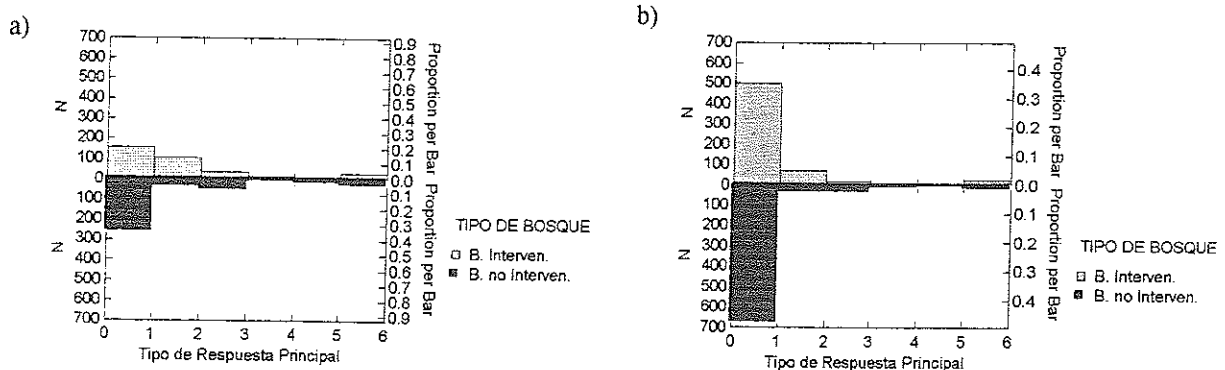 a)
700
600
500
400
300
200
100
0
100
200
300
400
500
600
700
N
N
0.9
0.8
0.7
0.6
0.5
0.4
0.3
0.2
0.1
0.0
0.1
0.2
0.3
0.4
0.5
0.6
0.7
0.8
0.9
Proportion per Bar
Proportion per Bar
0 1 2 3 4 5 6
Tipo de Respuesta Principal
TIPO DE BOSQUE
B. Interven.
B. no Interven.
b)
700
600
500
400
300
200
100
0
100
200
300
400
500
600
700
N
N
0.4
0.3
0.2
0.1
0.0
0.1
0.2
0.3
0.4
Proportion per Bar
Proportion per Bar
0 1 2 3 4 5 6
Tipo de Respuesta Principal
TIPO DE BOSQUE
B. Interven.
B. no Interven.